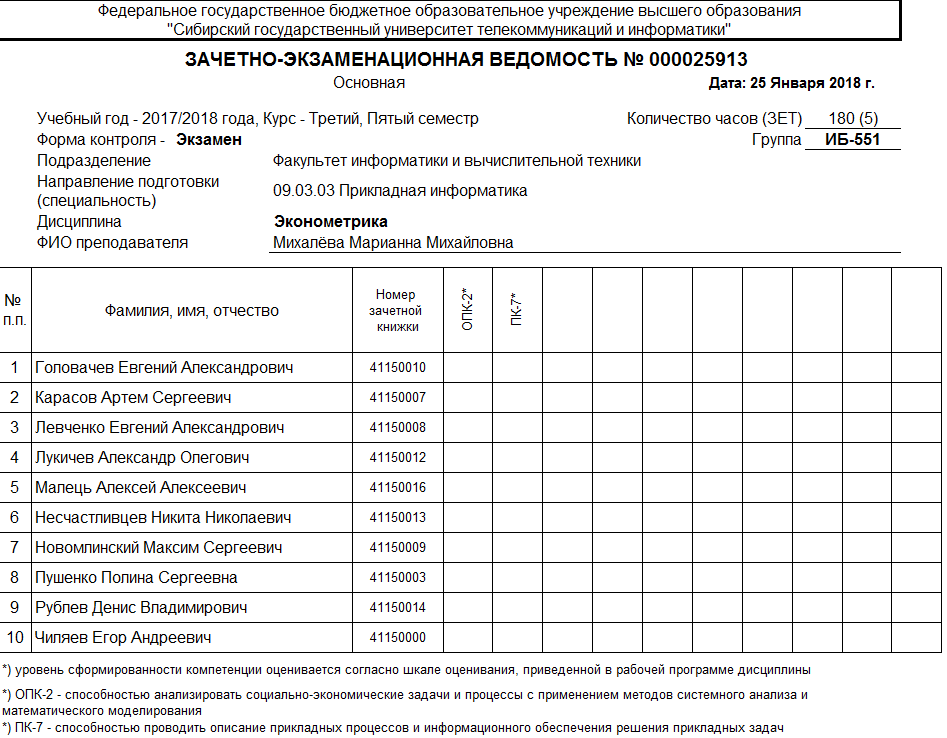 Федеральное государственное бюджетное образовательное учреждение высшего образования
"Сибирский государственный университет телекоммуникаций и информатики"
ЗАЧЕТНО-ЭКЗАМЕНАЦИОННАЯ ВЕДОМОСТЬ № 000025913
Основная Дата: 25 Января 2018 г.
Учебный год - 2017/2018 года, Курс - Третий, Пятый семестр Количество часов (ЗЕТ) 180 (5)
Форма контроля - Экзамен Группа ИБ-551
Подразделение Факультет информатики и вычислительной техники
Направление подготовки
(специальность) 09.03.03 Прикладная информатика
Дисциплина Эконометрика
ФИО преподавателя Михалёва Марианна Михайловна
№ п.п. Фамилия, имя, отчество Номер зачетной книжки ОПК-2* ПК-7*
1 Головачев Евгений Александрович 41150010
2 Карасов Артем Сергеевич 41150007
3 Левченко Евгений Александрович 41150008
4 Лукичев Александр Олегович 41150012
5 Малець Алексей Алексеевич 41150016
6 Несчастливцев Никита Николаевич 41150013
7 Новомлинский Максим Сергеевич 41150009
8 Пушенко Полина Сергеевна 41150003
9 Рублев Денис Владимирович 41150014
10 Чиляев Егор Андреевич 41150000
*) уровень сформированности компетенции оценивается согласно шкале оценивания, приведенной в рабочей программе дисциплины
*) ОПК-2 - способностью анализировать социально-экономические задачи и процессы с применением методов системного анализа и
математического моделирования
*) ПК-7 - способностью проводить описание прикладных процессов и информационного обеспечения решения прикладных задач